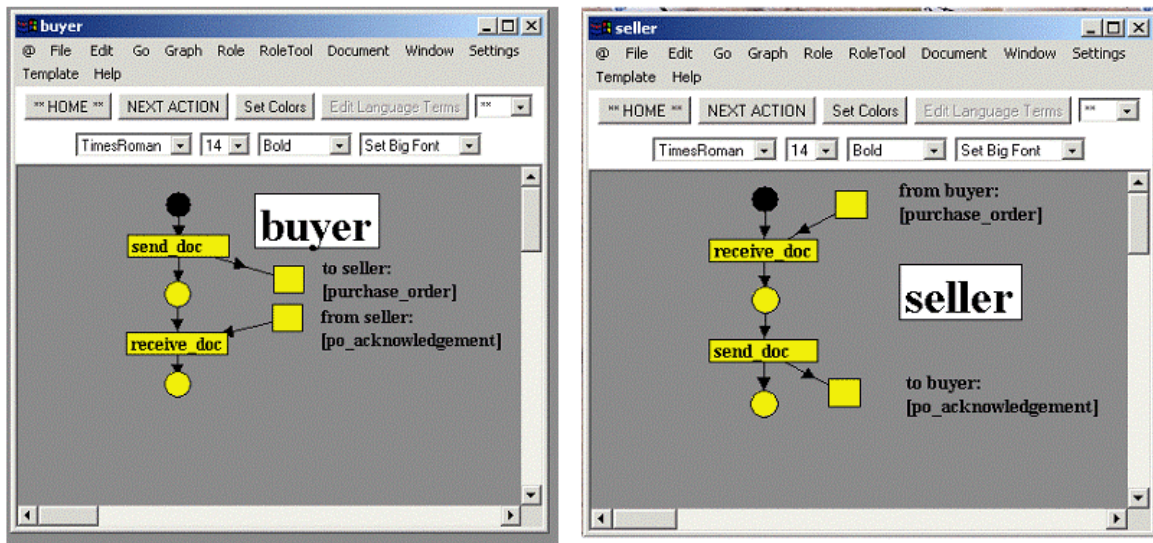 buyer
@ File Edit Go Graph Role RoleTool Document Window Settings
Template Help
** HOME ** NEXT ACTION Set Colors Edit Language Terms **
TimesRoman 14 Bold Set Big Font
buyer
send_doc
to seller:
[purchase_order]
from seller:
receive_doc
[po_acknowledgement]
seller
@ File Edit Go Graph Role RoleTool Document Window Settings
Template Help
** HOME ** NEXT ACTION Set Colors Edit Language Terms **
TimesRoman 14 Bold Set Big Font
from buyer:
[purchase_order]
receive_doc
seller
send_doc
to buyer:
[po_acknowledgement]